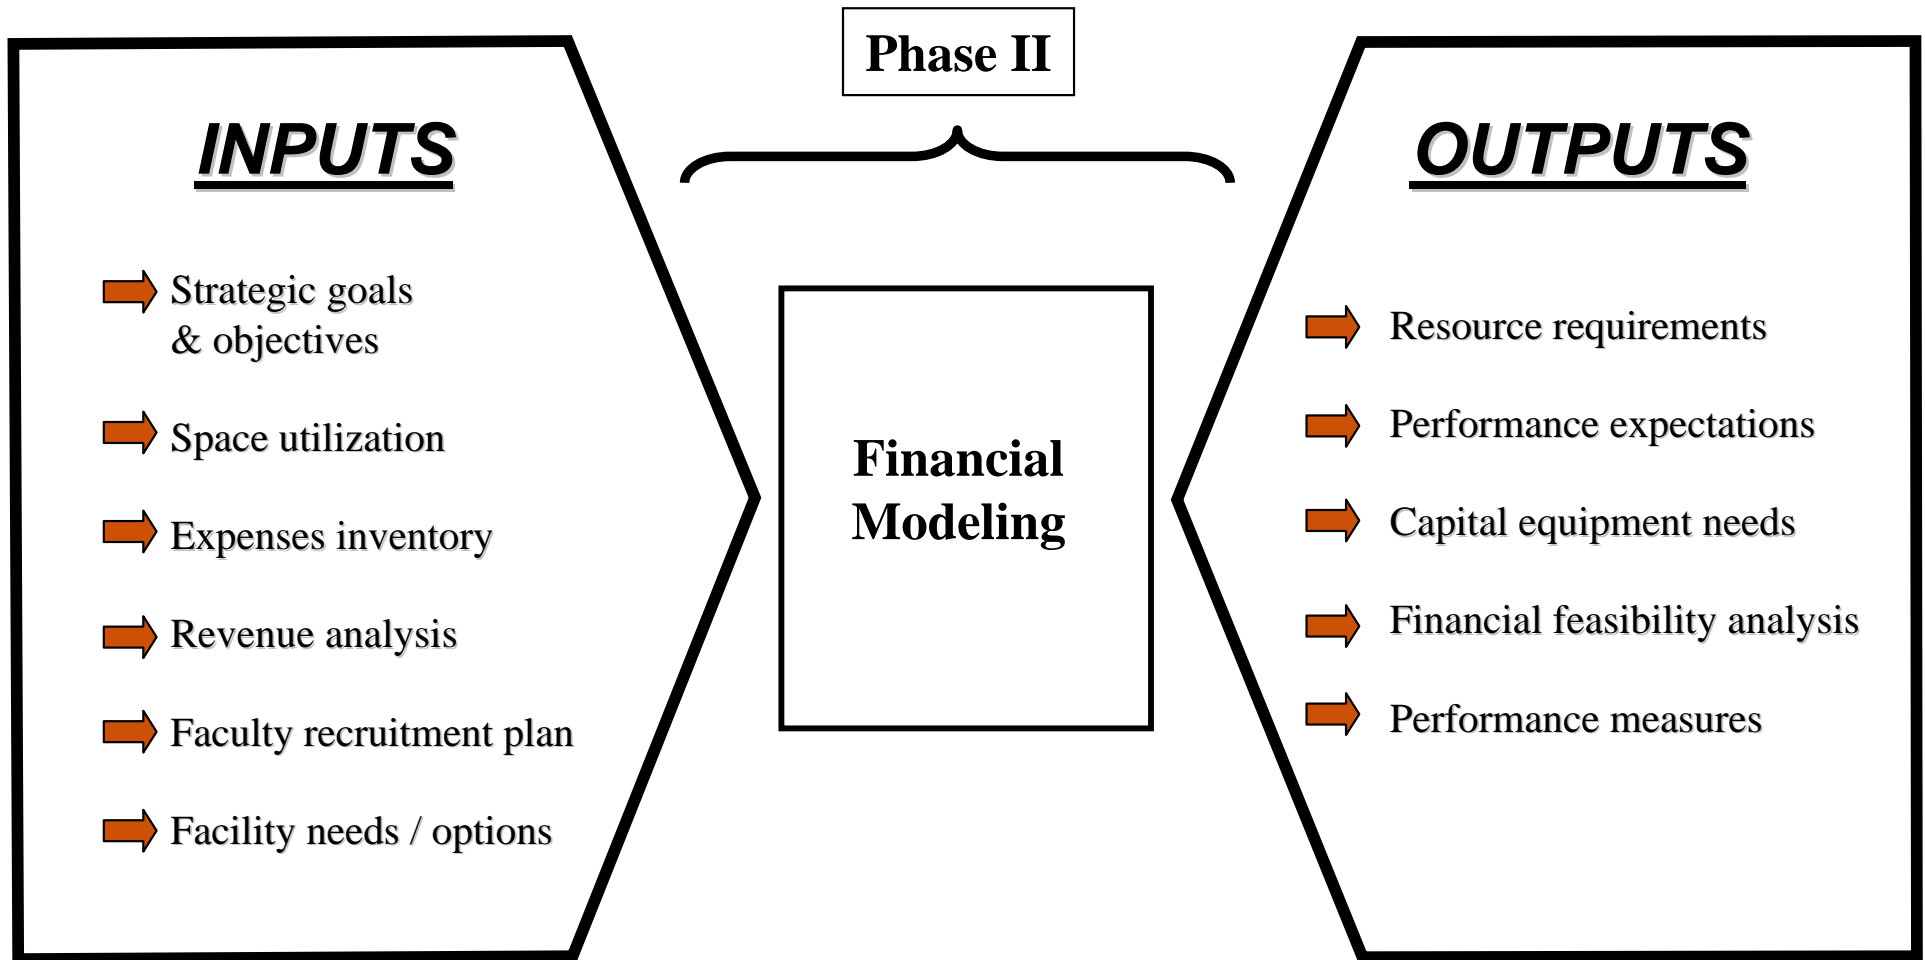 Phase II
INPUTS
Strategic goals
& objectives
Space utilization
Expenses inventory
Revenue analysis
Faculty recruitment plan
Facility needs / options
Financial
Modeling
OUTPUTS
Resource requirements
Performance expectations
Capital equipment needs
Financial feasibility analysis
Performance measures